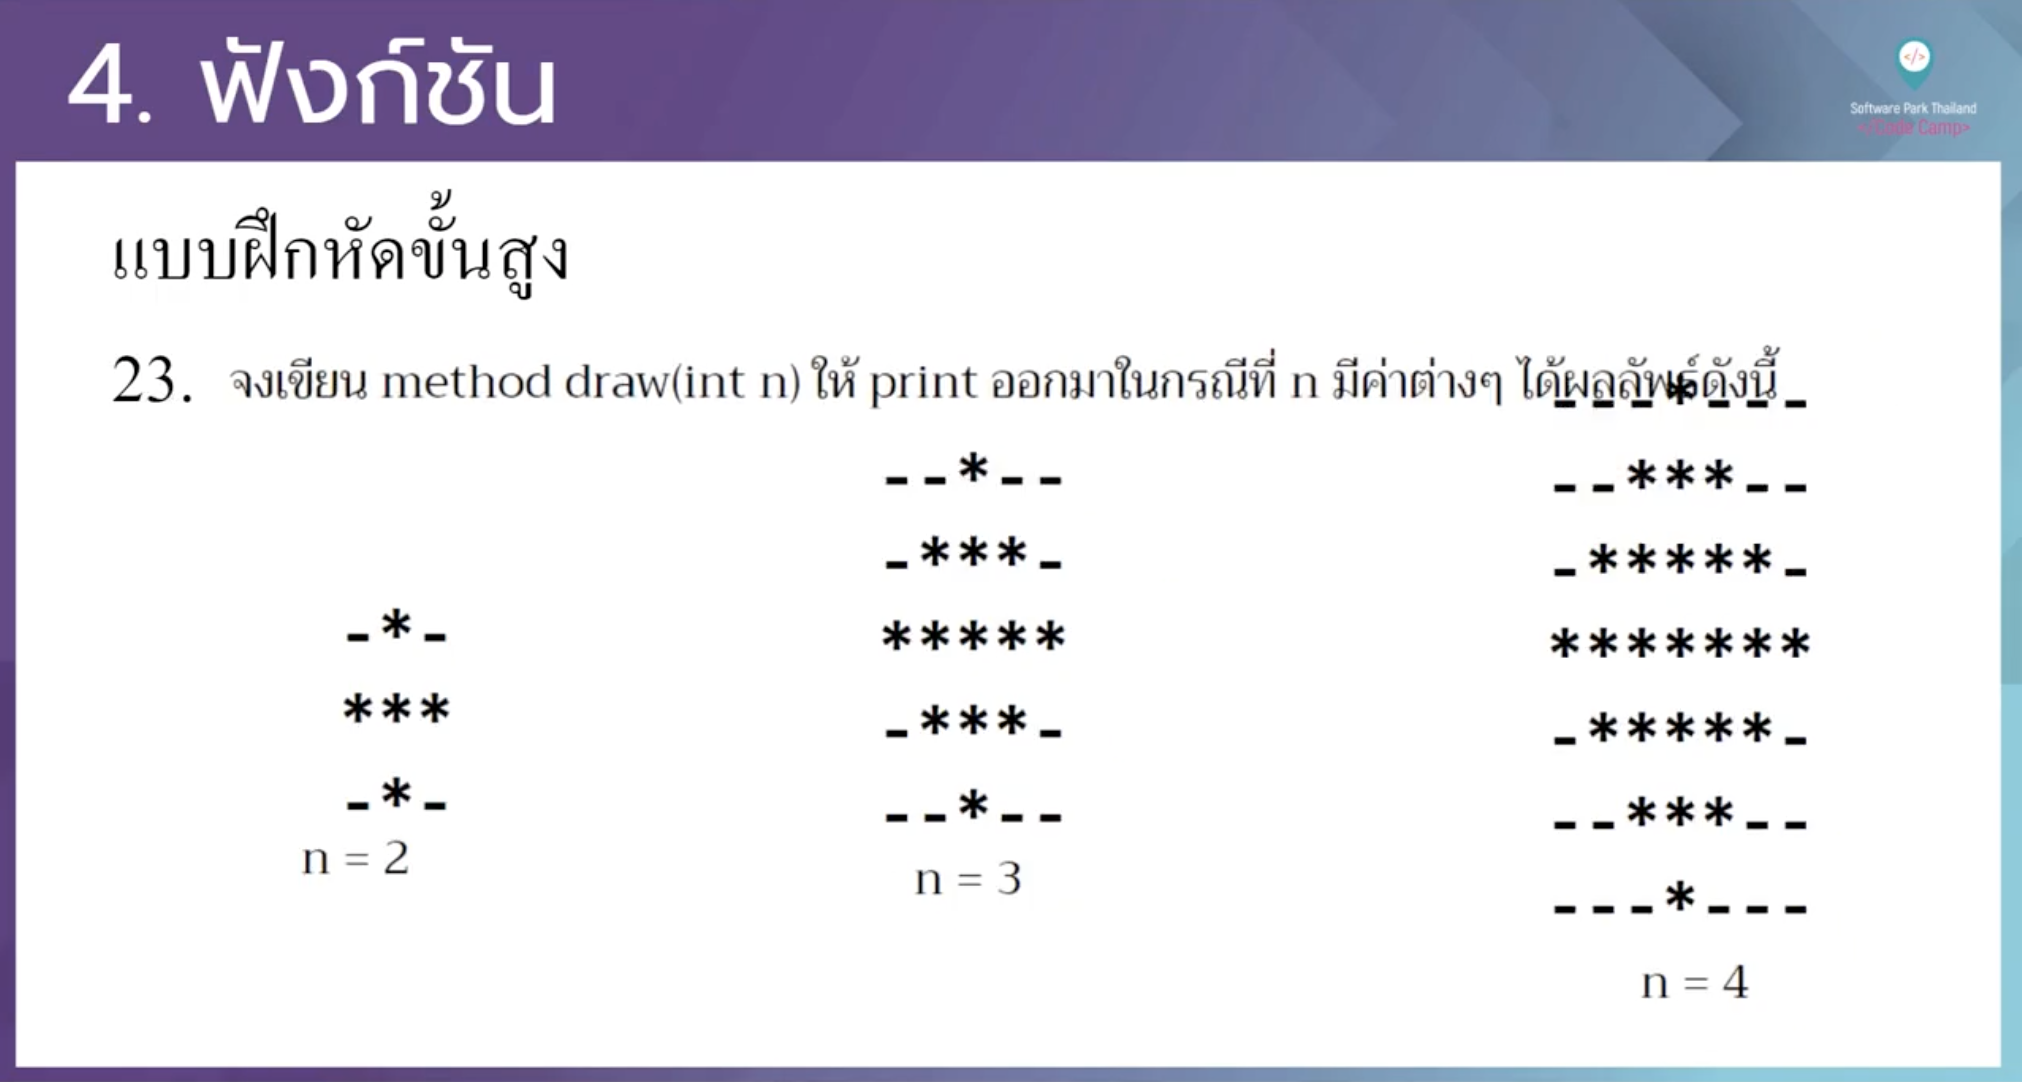 4. ฟังก์ชัน
Software Park Thailand
</Code Camp>
แบบฝึกหัดขั้นสูง
23. จงเขียน method draw(int n) ให้ print ออกมาในกรณีที่ n มีค่าต่างๆ ได้ผลลัพธ์ดังนี้
-*-
***
-*-
n = 2
--*--
-***-
*****
-***-
--*--
n = 3
---*---
--***--
-*****-
*******
-*****-
--***--
---*---
n = 4